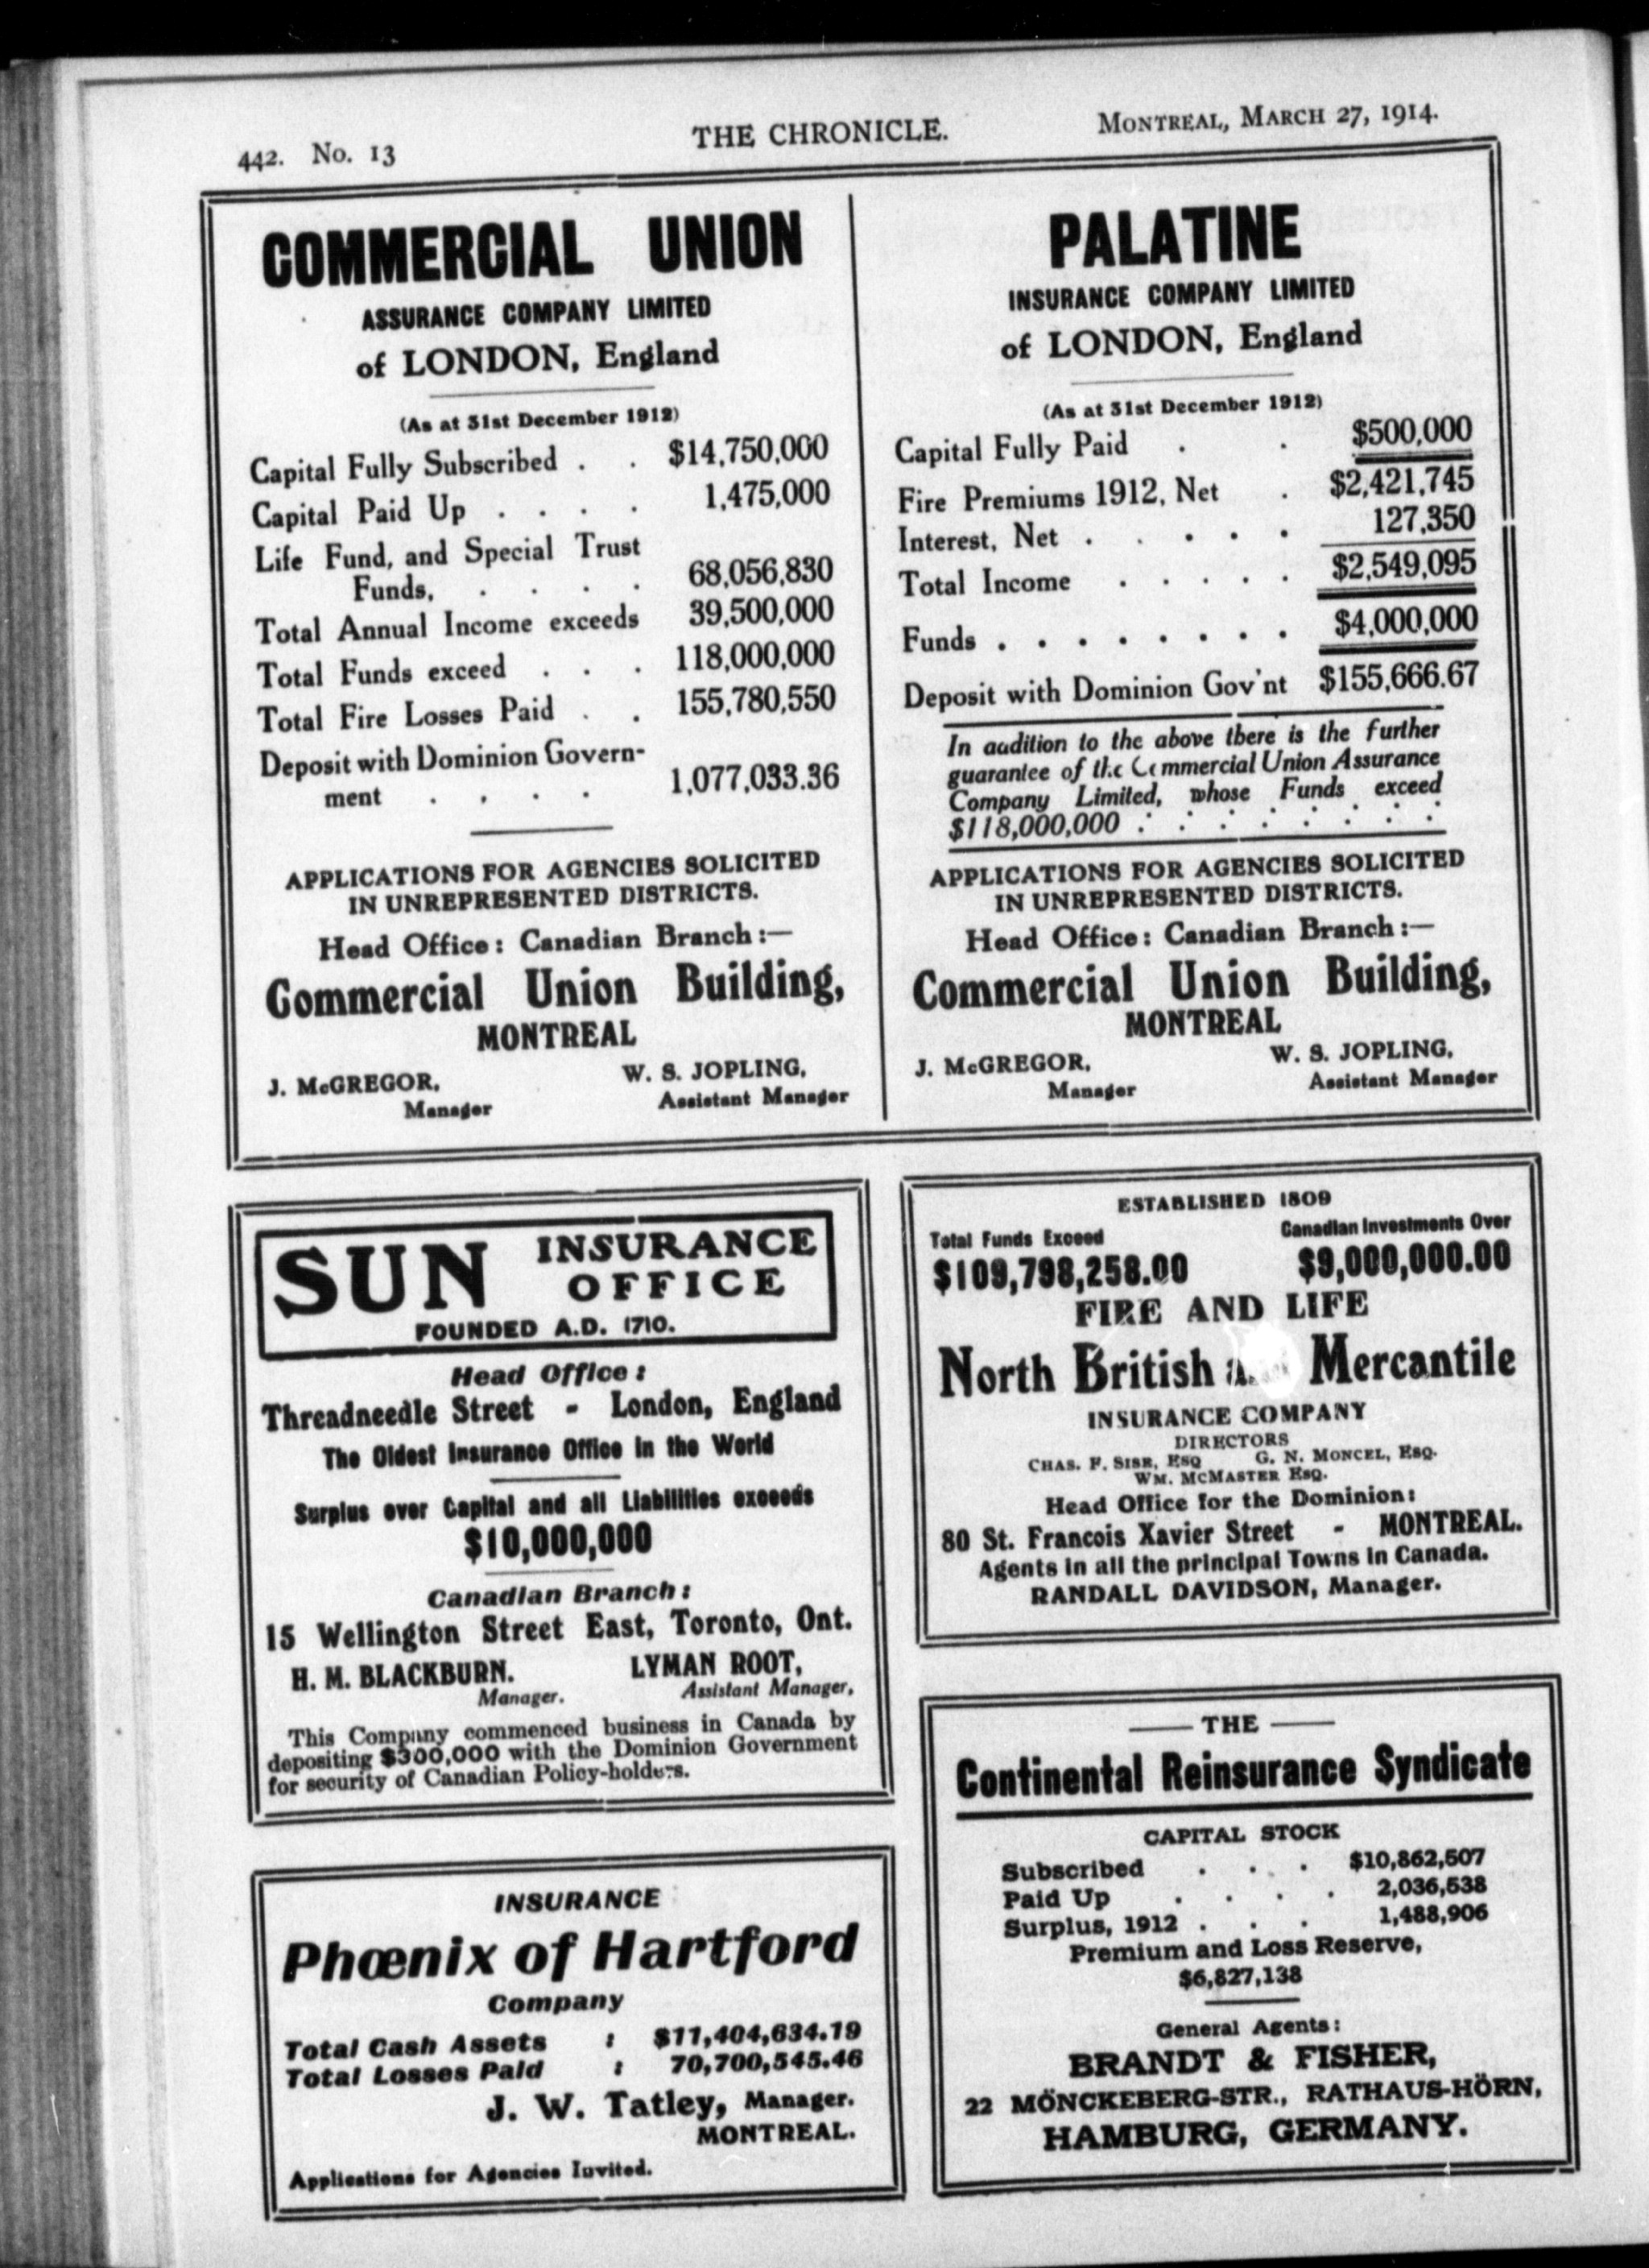 442. No. 13 THE CHRONICLE. MONTREAL, MARCH 27, 1914.
COMMERCIAL UNION
ASSURANCE COMPANY LIMITED
of LONDON, England
(As at 31st December 1912)
Capital Fully Subscribed . . $14,750,000
Capital Paid Up . . . . 1,475,000
Life Fund, and Special Trust
Funds, . . . . 68,056,830
Total Annual Income exceeds 39,500,000
Total Funds exceed . . . 118,000,000
Total Fire Losses Paid . . 155,780,550
Deposit with Dominion Govern-
ment . . . . 1,077,033.36
APPLICATIONS FOR AGENCIES SOLICITED
IN UNREPRESENTED DISTRICTS.
Head Office: Canadian Branch:—
Commercial Union Building,
MONTREAL
J. McGREGOR, W. S. JOPLING,
Manager Assistant Manager
PALATINE
INSURANCE COMPANY LIMITED
of LONDON, England
(As at 31st December 1912)
Capital Fully Paid . . $500,000
Fire Premiums 1912, Net . $2,421,745
Interest, Net . . . . . 127,350
Total Income . . . . . $2,549,095
Funds . . . . . . . . $4,000,000
Deposit with Dominion Gov'nt $155,666.67
In addition to the above there is the further
guarantee of the Commercial Union Assurance
Company Limited, whose Funds exceed
$118,000,000 . . . . . . . .
APPLICATIONS FOR AGENCIES SOLICITED
IN UNREPRESENTED DISTRICTS.
Head Office: Canadian Branch:—
Commercial Union Building,
MONTREAL
J. McGREGOR, W. S. JOPLING,
Manager Assistant Manager
SUN INSURANCE
OFFICE
FOUNDED A.D. 1710.
Head Office:
Threadneedle Street - London, England
The Oldest Insurance Office in the World
Surplus over Capital and all Liabilities exceeds
$10,000,000
Canadian Branch:
15 Wellington Street East, Toronto, Ont.
H. M. BLACKBURN. LYMAN ROOT,
Manager. Assistant Manager,
This Company commenced business in Canada by
depositing $300,000 with the Dominion Government
for security of Canadian Policy-holders.
INSURANCE
Phœnix of Hartford
Company
Total Cash Assets : $11,404,634.19
Total Losses Paid : 70,700,545.46
J. W. Tatley, Manager.
MONTREAL.
Applications for Agencies Invited.
ESTABLISHED 1809
Total Funds Exceed Canadian Investments Over
$109,798,258.00 $9,000,000.00
FIRE AND LIFE
North British Mercantile
INSURANCE COMPANY
DIRECTORS
CHAS. F. SISE, ESQ G. N. MONCEL, ESQ.
WM. MCMASTER ESQ.
Head Office for the Dominion:
80 St. Francois Xavier Street - MONTREAL.
Agents in all the principal Towns in Canada.
RANDALL DAVIDSON, Manager.
THE
Continental Reinsurance Syndicate
CAPITAL STOCK
Subscribed . . . $10,862,507
Paid Up . . . . 2,036,538
Surplus, 1912 . . . 1,488,906
Premium and Loss Reserve,
$6,827,138
General Agents:
BRANDT & FISHER,
22 MÖNCKEBERG-STR., RATHAUS-HÖRN,
HAMBURG, GERMANY.